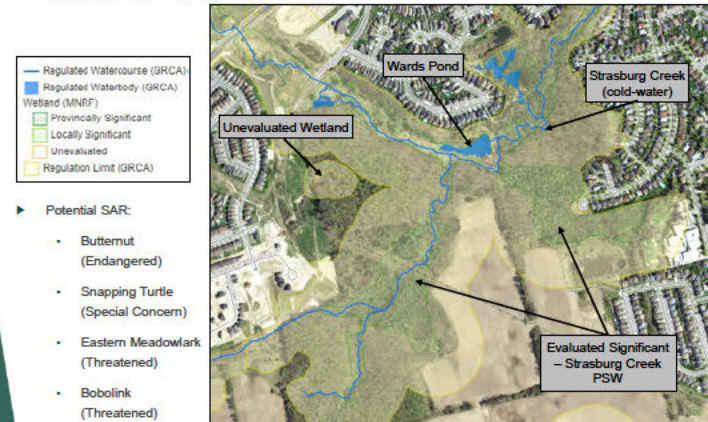 Regulated Watercourse (GRCA)
Regulated Waterbody (GRCA)
Wetland (MNRF)
Provincially Significant
Locally Significant
Unevaluated
Regulation Limit (GRCA)
Potential SAR:
Butternut
(Endangered)
Snapping Turtle
(Special Concern)
Eastern Meadowlark
(Threatened)
Bobolink
(Threatened)
Wards Pond
Strasburg Creek
(cold-water)
Unevaluated Wetland
Evaluated Significant
– Strasburg Creek
PSW